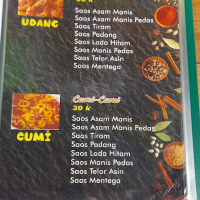 UDANG
Saos Asam Manis
Saos Asam Manis Pedas
Saos Tiram
Saos Padang
Saos Lada Hitam
Saos Manis Pedas
Saos Telor Asin
Saos Mentega
CUMI
Cumi-Cumi
30 k
Saos Asam Manis
Saos Asam Manis Pedas
Saos Tiram
Saos Padang
Saos Lada Hitam
Saos Manis Pedas
Saos Telor Asin
Saos Mentega